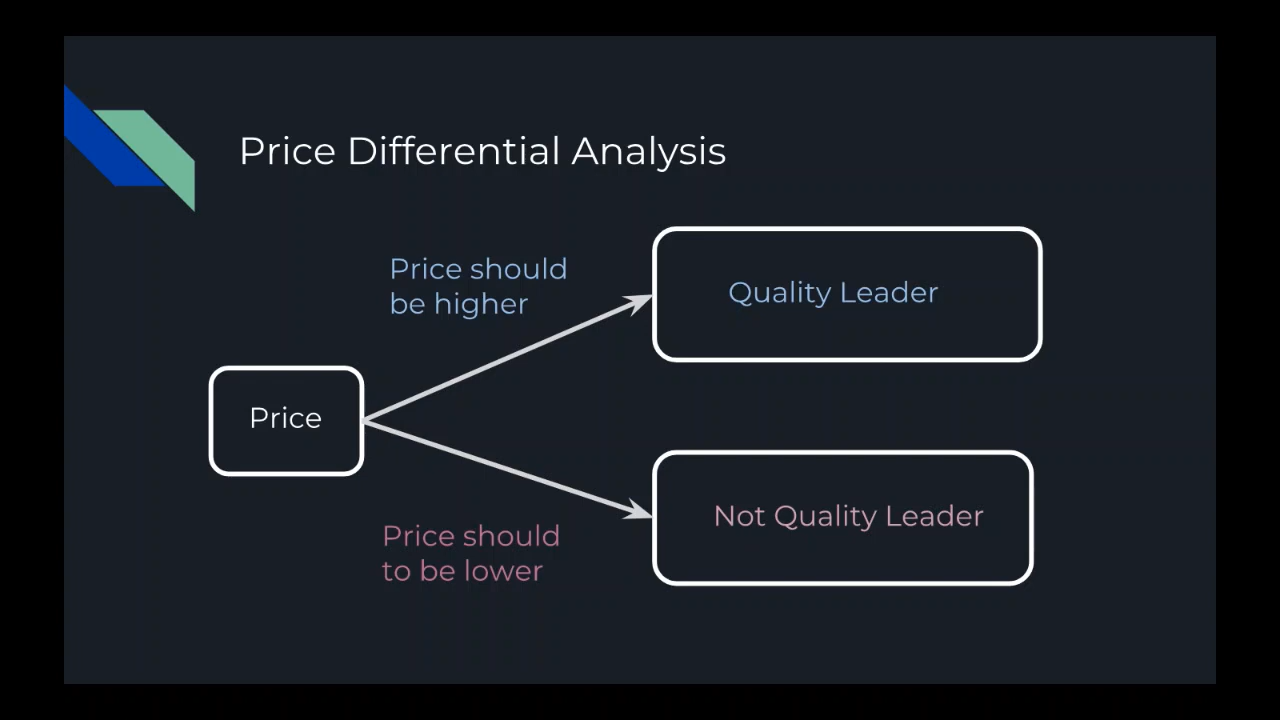 Price Differential Analysis
Price should
be higher
Quality Leader
Price
Not Quality Leader
Price should
to be lower